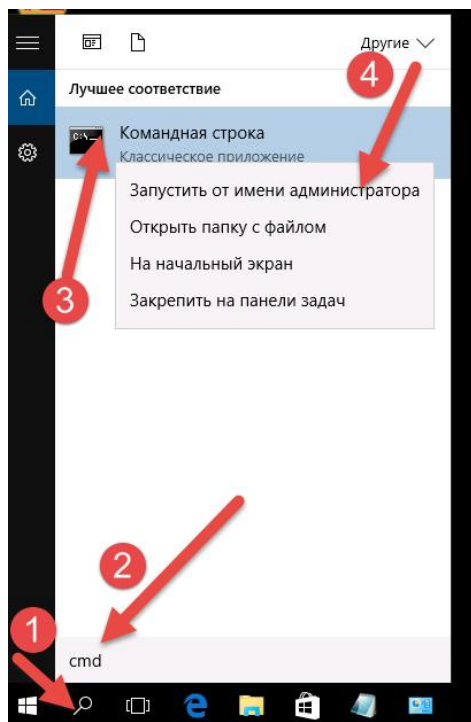 Другие
4
Лучшее соответствие
C:\
Командная строка
Классическое приложение
Запустить от имени администратора
Открыть папку с файлом
На начальный экран
Закрепить на панели задач
3
2
1
cmd